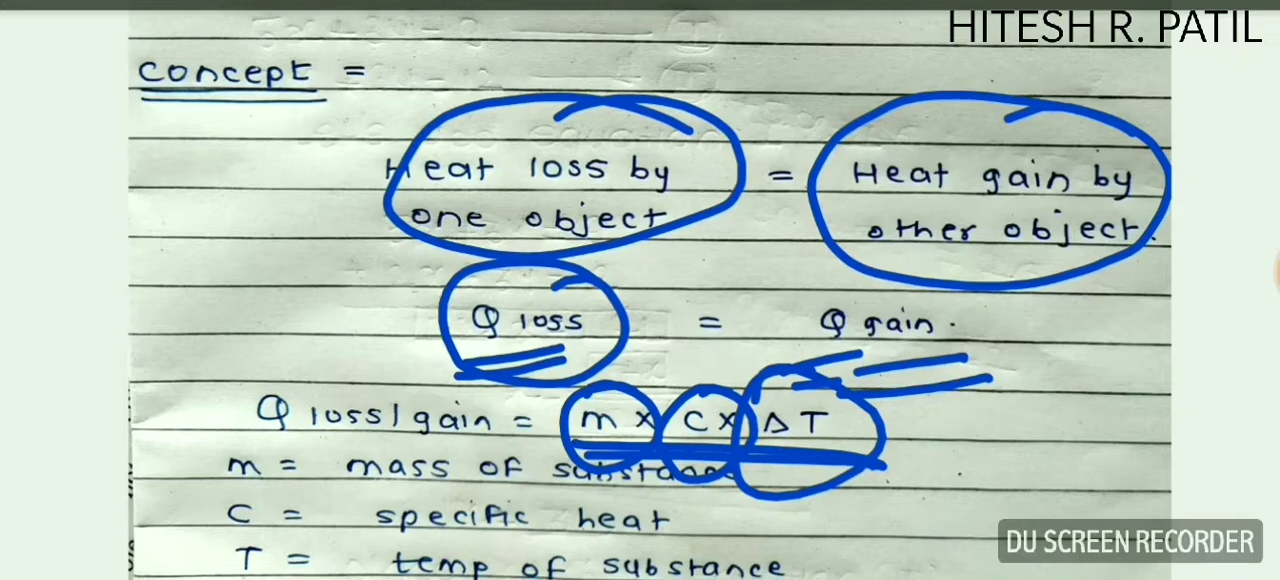 HITESH R. PATIL
concept =
Heat loss by = Heat gain by
one object other object.
Q loss = Q gain.
Q loss/gain = m x C x Δ T
m = mass of substance
C = specific heat
T = temp of substance
DU SCREEN RECORDER